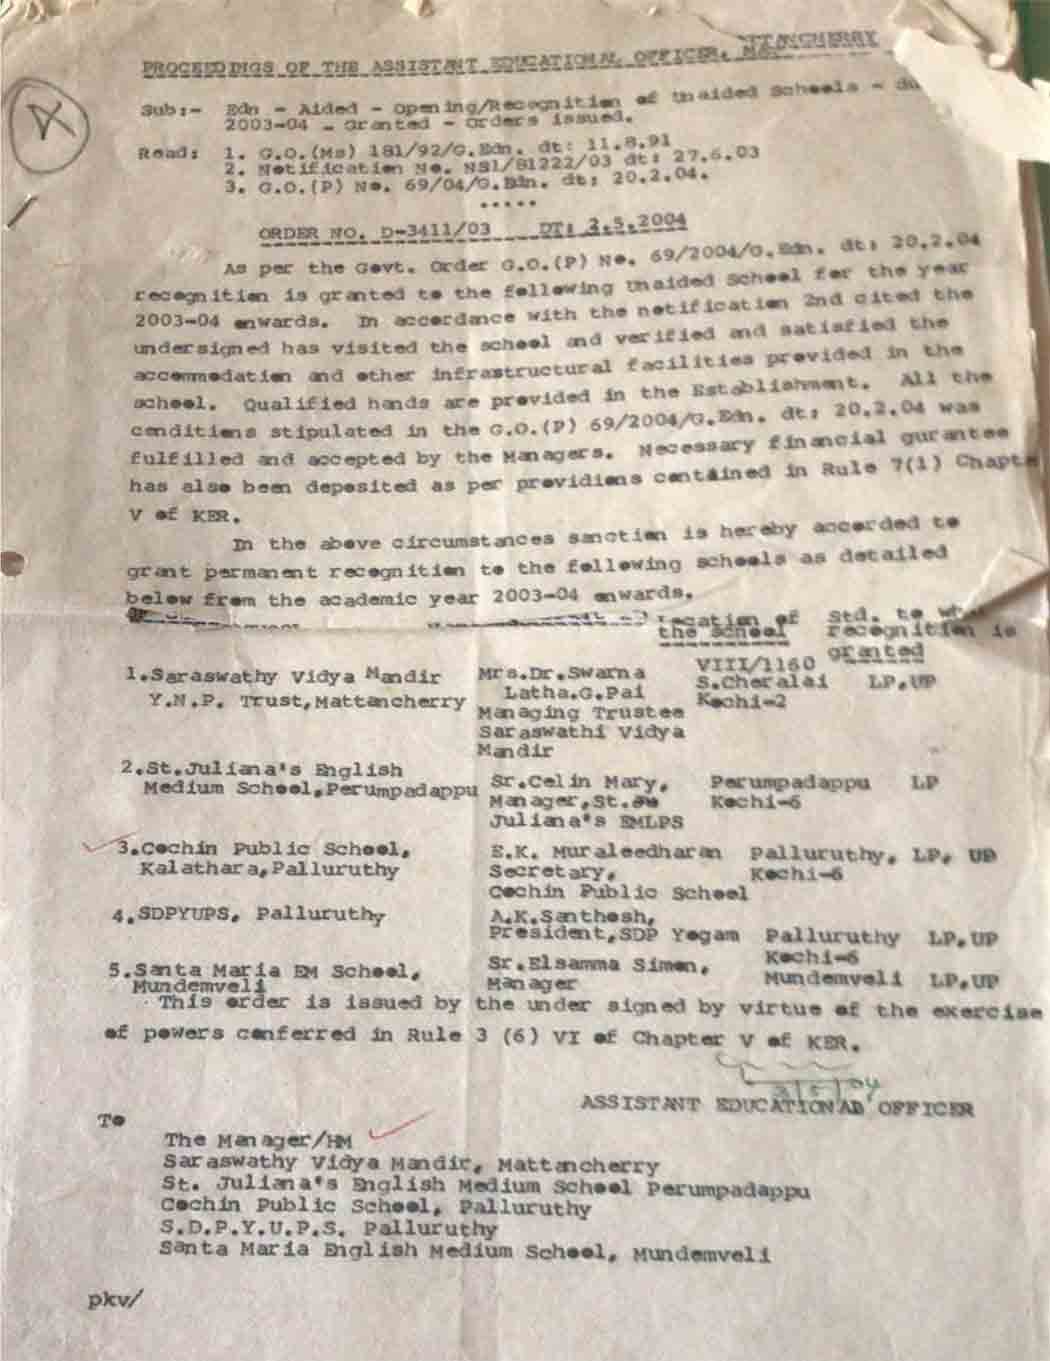 A
PROCEEDINGS OF THE ASSISTANT EDUCATIONAL OFFICER, MATTANCHERRY
Sub:- Edn - Aided - Opening/Recognition of Unaided Schools - du
2003-04 - Granted - Orders issued.
Read: 1. G.O.(Ms) 181/92/G.Edn. dt: 11.8.91
2. Notification No. NS1/81222/03 dt: 27.6.03
3. G.O.(P) No. 69/04/G.Edn. dt: 20.2.04.
.....
ORDER NO. D-3411/03 DT: 3.5.2004
As per the Govt. Order G.O.(P) No. 69/2004/G.Edn. dt: 20.2.04
recognition is granted to the following Unaided School for the year
2003-04 onwards. In accordance with the notification 2nd cited the
undersigned has visited the school and verified and satisfied the
accommodation and other infrastructural facilities provided in the
school. Qualified hands are provided in the Establishment. All the
conditions stipulated in the G.O.(P) 69/2004/G.Edn. dt: 20.2.04 was
fulfilled and accepted by the Managers. Necessary financial gurantee
has also been deposited as per providions contained in Rule 7(1) Chapte
V of KER.
In the above circumstances sanction is hereby accorded to
grant permanent recognition to the following schools as detailed
below from the academic year 2003-04 onwards.
Location of Std. to wh
the school recognition is
granted
1.Saraswathy Vidya Mandir Mrs.Dr.Swarna VIII/1160
Y.N.P. Trust,Mattancherry Latha.G.Pai S.Cheralai LP,UP
Managing Trustee Kochi-2
Saraswathi Vidya
Mandir
2.St.Juliana's English
Medium School,Perumpadappu Sr.Celin Mary, Perumpadappu LP
Manager,St. Kochi-6
Juliana's EMLPS
3.Cochin Public School, E.K. Muraleedharan Palluruthy, LP, UP
Kalathara,Palluruthy Secretary, Kochi-6
Cochin Public School
4.SDPYUPS, Palluruthy A.K.Santhosh,
President,SDP Yogam Palluruthy LP,UP
Kochi-6
5.Santa Maria EM School, Sr.Elsamma Simon, Mundemveli LP,UP
Mundemveli Manager
This order is issued by the under signed by virtue of the exercise
of powers conferred in Rule 3 (6) VI of Chapter V of KER.
3/5/04
ASSISTANT EDUCATIONAL OFFICER
To
The Manager/HM
Saraswathy Vidya Mandir, Mattancherry
St. Juliana's English Medium School Perumpadappu
Cochin Public School, Palluruthy
S.D.P.Y.U.P.S. Palluruthy
Santa Maria English Medium School, Mundemveli
pkv/